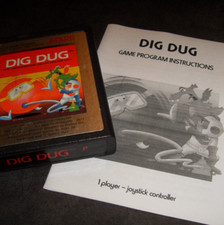 DIG DUG
DIG DUG
DIG DUG
GAME PROGRAM INSTRUCTIONS
1 player – joystick controller